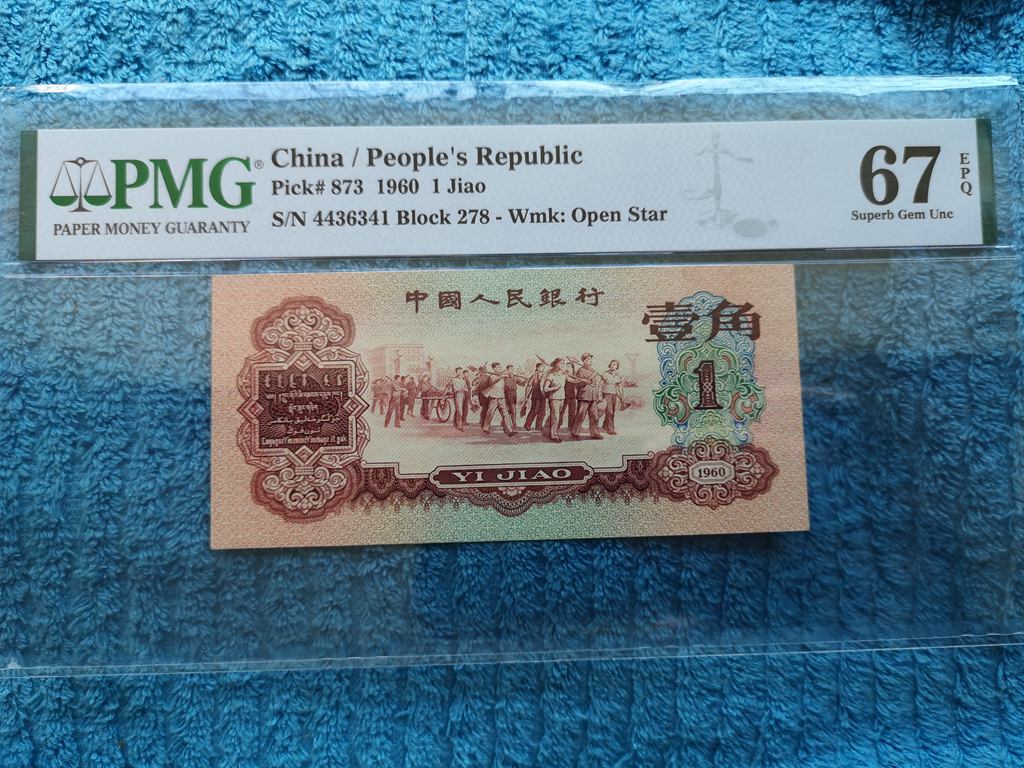 PMG®
PAPER MONEY GUARANTY
China / People's Republic
Pick# 873 1960 1 Jiao
S/N 4436341 Block 278 - Wmk: Open Star
67
EPQ
Superb Gem Unc
中國人民銀行
壹角
1
YI JIAO
1960